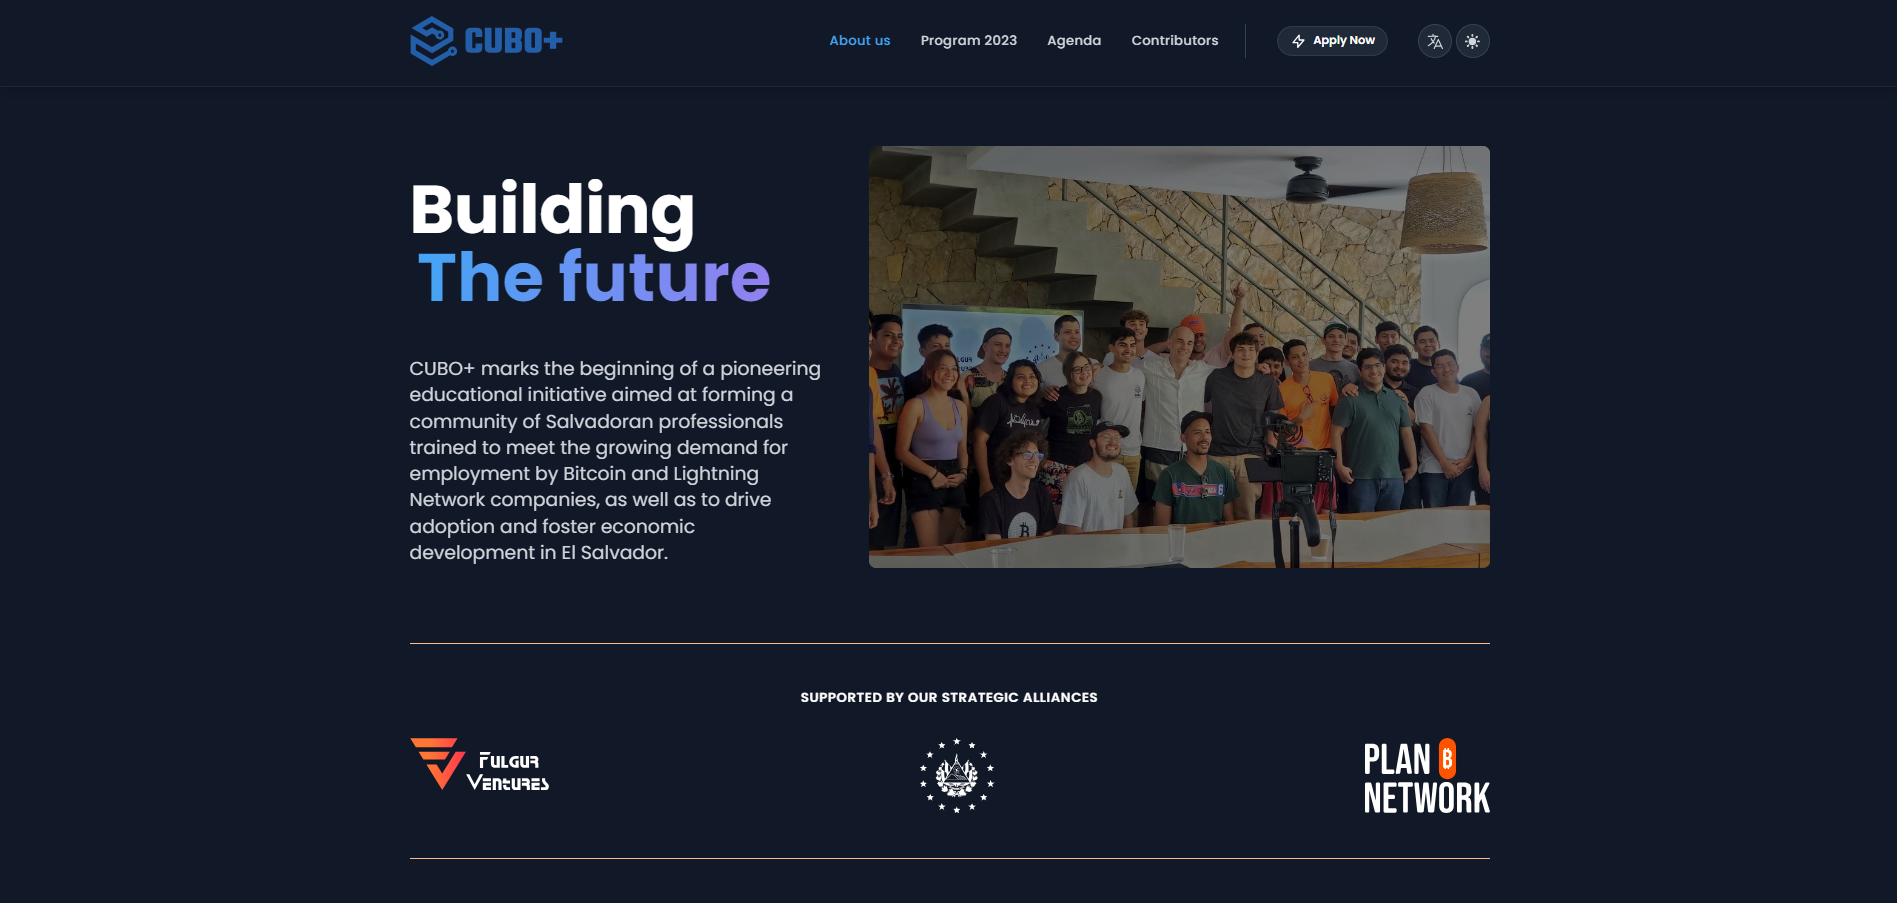 CUBO+
About us
Program 2023
Agenda
Contributors
Apply Now
Building
The future
CUBO+ marks the beginning of a pioneering
educational initiative aimed at forming a
community of Salvadoran professionals
trained to meet the growing demand for
employment by Bitcoin and Lightning
Network companies, as well as to drive
adoption and foster economic
development in El Salvador.
SUPPORTED BY OUR STRATEGIC ALLIANCES
FULGUR
VENTURES
PLAN ₿
NETWORK